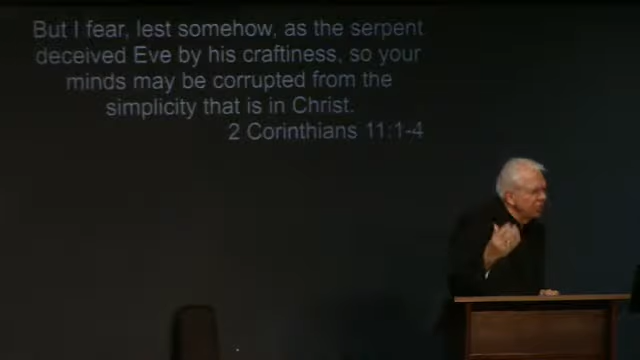 But I fear, lest somehow, as the serpent
deceived Eve by his craftiness, so your
minds may be corrupted from the
simplicity that is in Christ.
2 Corinthians 11:1-4